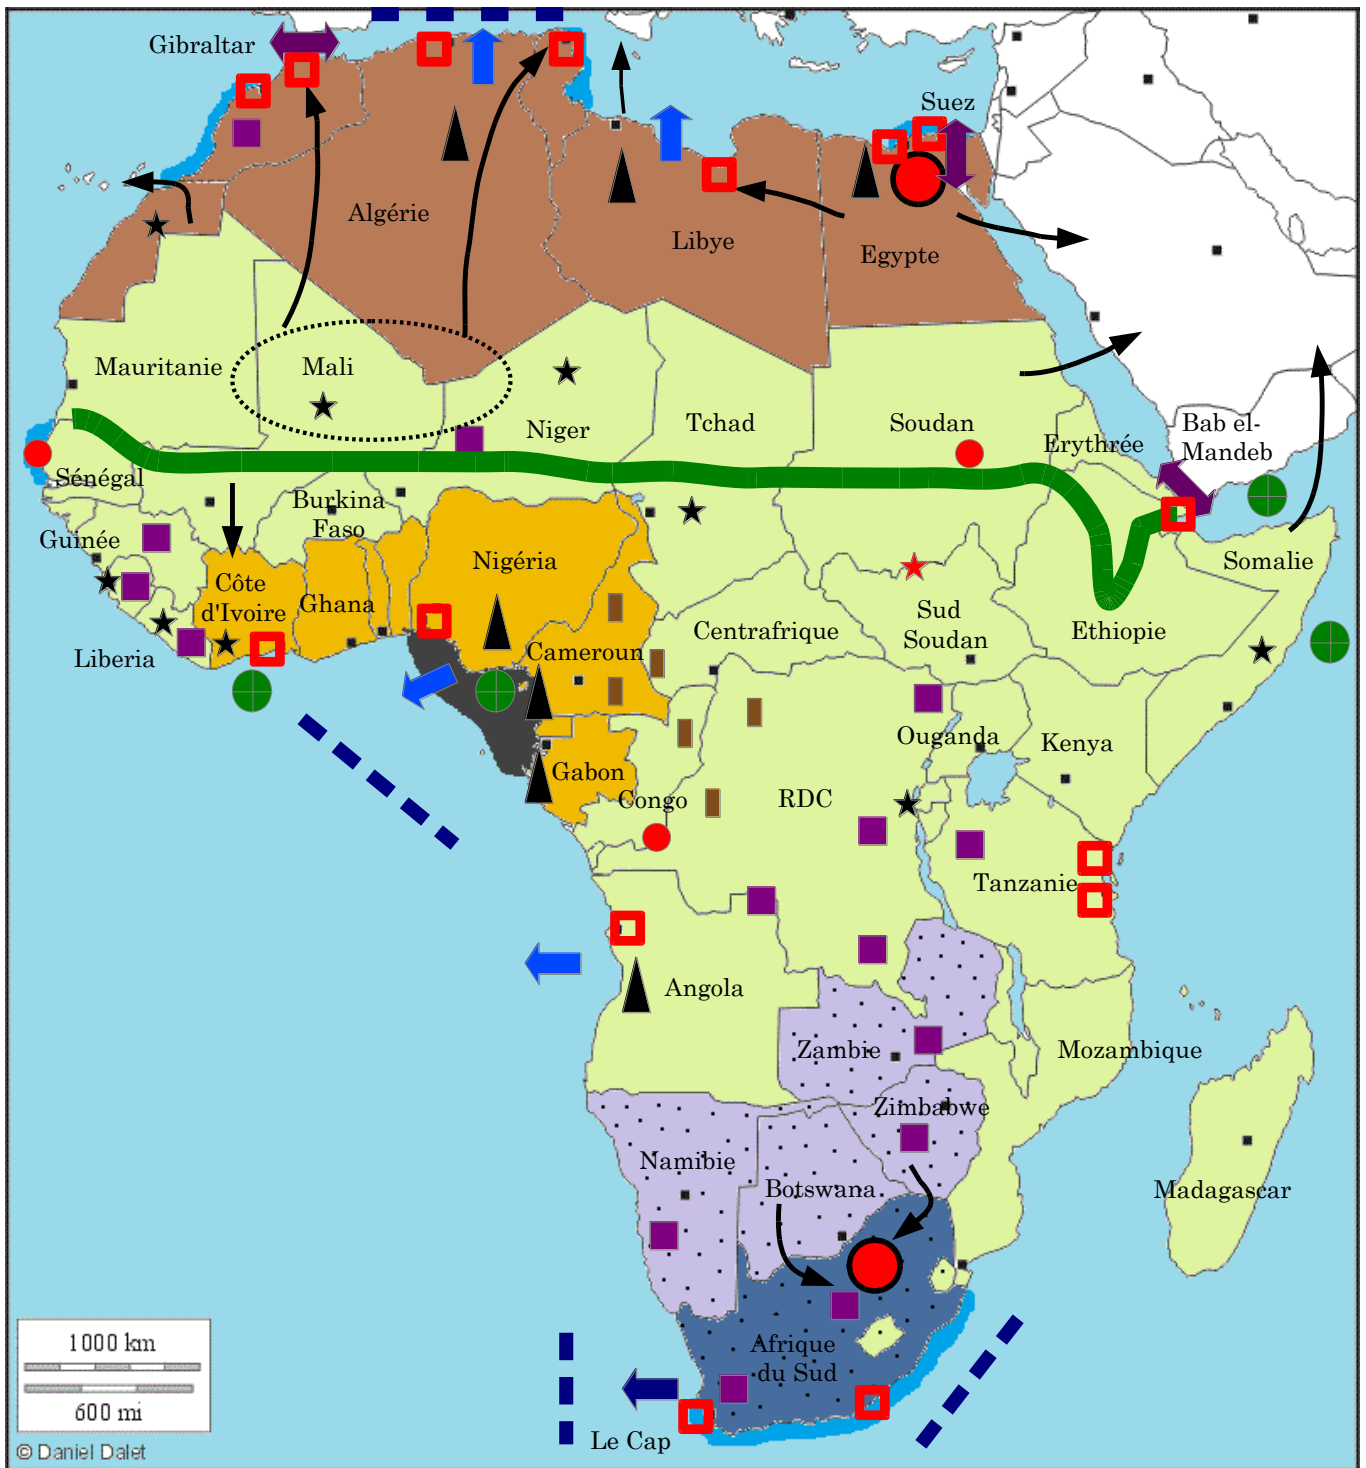 Gibraltar
Suez
Algérie
Libye
Egypte
Mauritanie
Mali
Niger
Tchad
Soudan
Erythrée
Bab el-
Mandeb
Sénégal
Burkina
Faso
Guinée
Nigéria
Somalie
Côte
d'Ivoire
Ghana
Centrafrique
Sud
Soudan
Ethiopie
Liberia
Cameroun
Ouganda
Kenya
Gabon
Congo
RDC
Tanzanie
Angola
Zambie
Mozambique
Zimbabwe
Namibie
Botswana
Madagascar
Afrique
du Sud
Le Cap
1000 km
600 mi
© Daniel Dalet